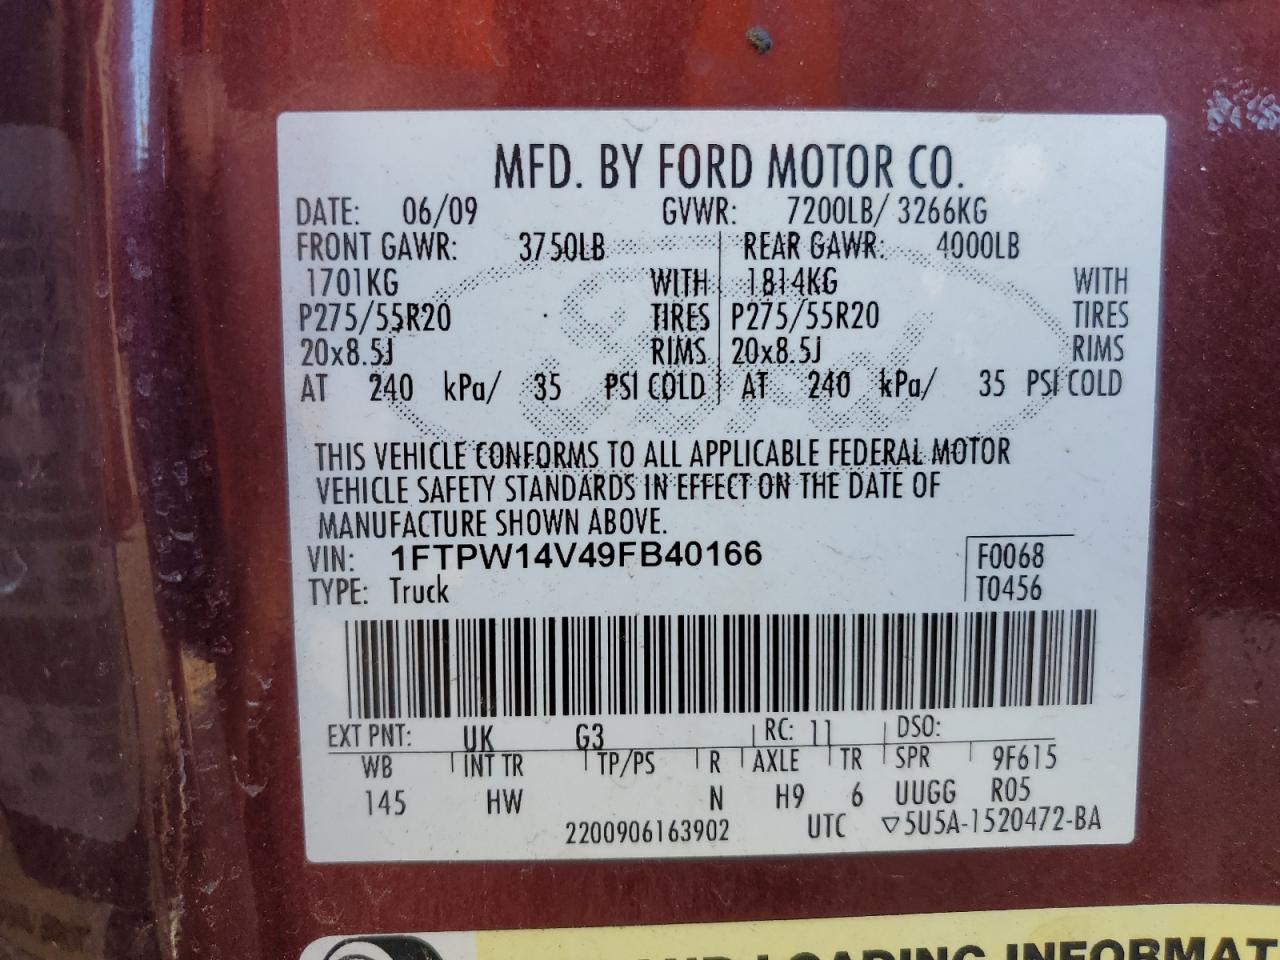 MFD. BY FORD MOTOR CO.
DATE: 06/09 GVWR: 7200LB/ 3266KG
FRONT GAWR: 3750LB REAR GAWR: 4000LB
1701KG WITH 1814KG WITH
P275/55R20 TIRES P275/55R20 TIRES
20x8.5J RIMS 20x8.5J RIMS
AT 240 kPa/ 35 PSI COLD AT 240 kPa/ 35 PSI COLD
THIS VEHICLE CONFORMS TO ALL APPLICABLE FEDERAL MOTOR
VEHICLE SAFETY STANDARDS IN EFFECT ON THE DATE OF
MANUFACTURE SHOWN ABOVE.
VIN: 1FTPW14V49FB40166 F0068
TYPE: Truck T0456
EXT PNT: UK G3 RC: 11 DSO:
WB INT TR TP/PS R AXLE TR SPR 9F615
145 HW N H9 6 UUGG R05
2200906163902 UTC ▽5U5A-1520472-BA
LOADING INFORMAT